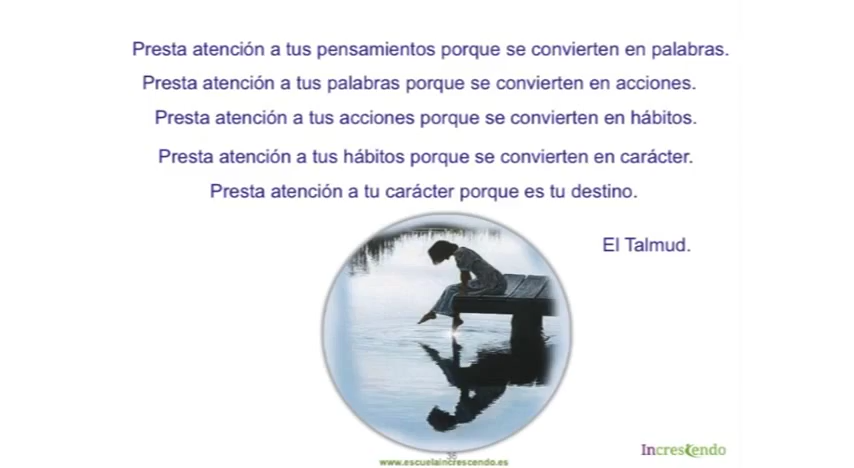 Presta atención a tus pensamientos porque se convierten en palabras.
Presta atención a tus palabras porque se convierten en acciones.
Presta atención a tus acciones porque se convierten en hábitos.
Presta atención a tus hábitos porque se convierten en carácter.
Presta atención a tu carácter porque es tu destino.
El Talmud.
Increscendo
36
www.escuelaincrescendo.es